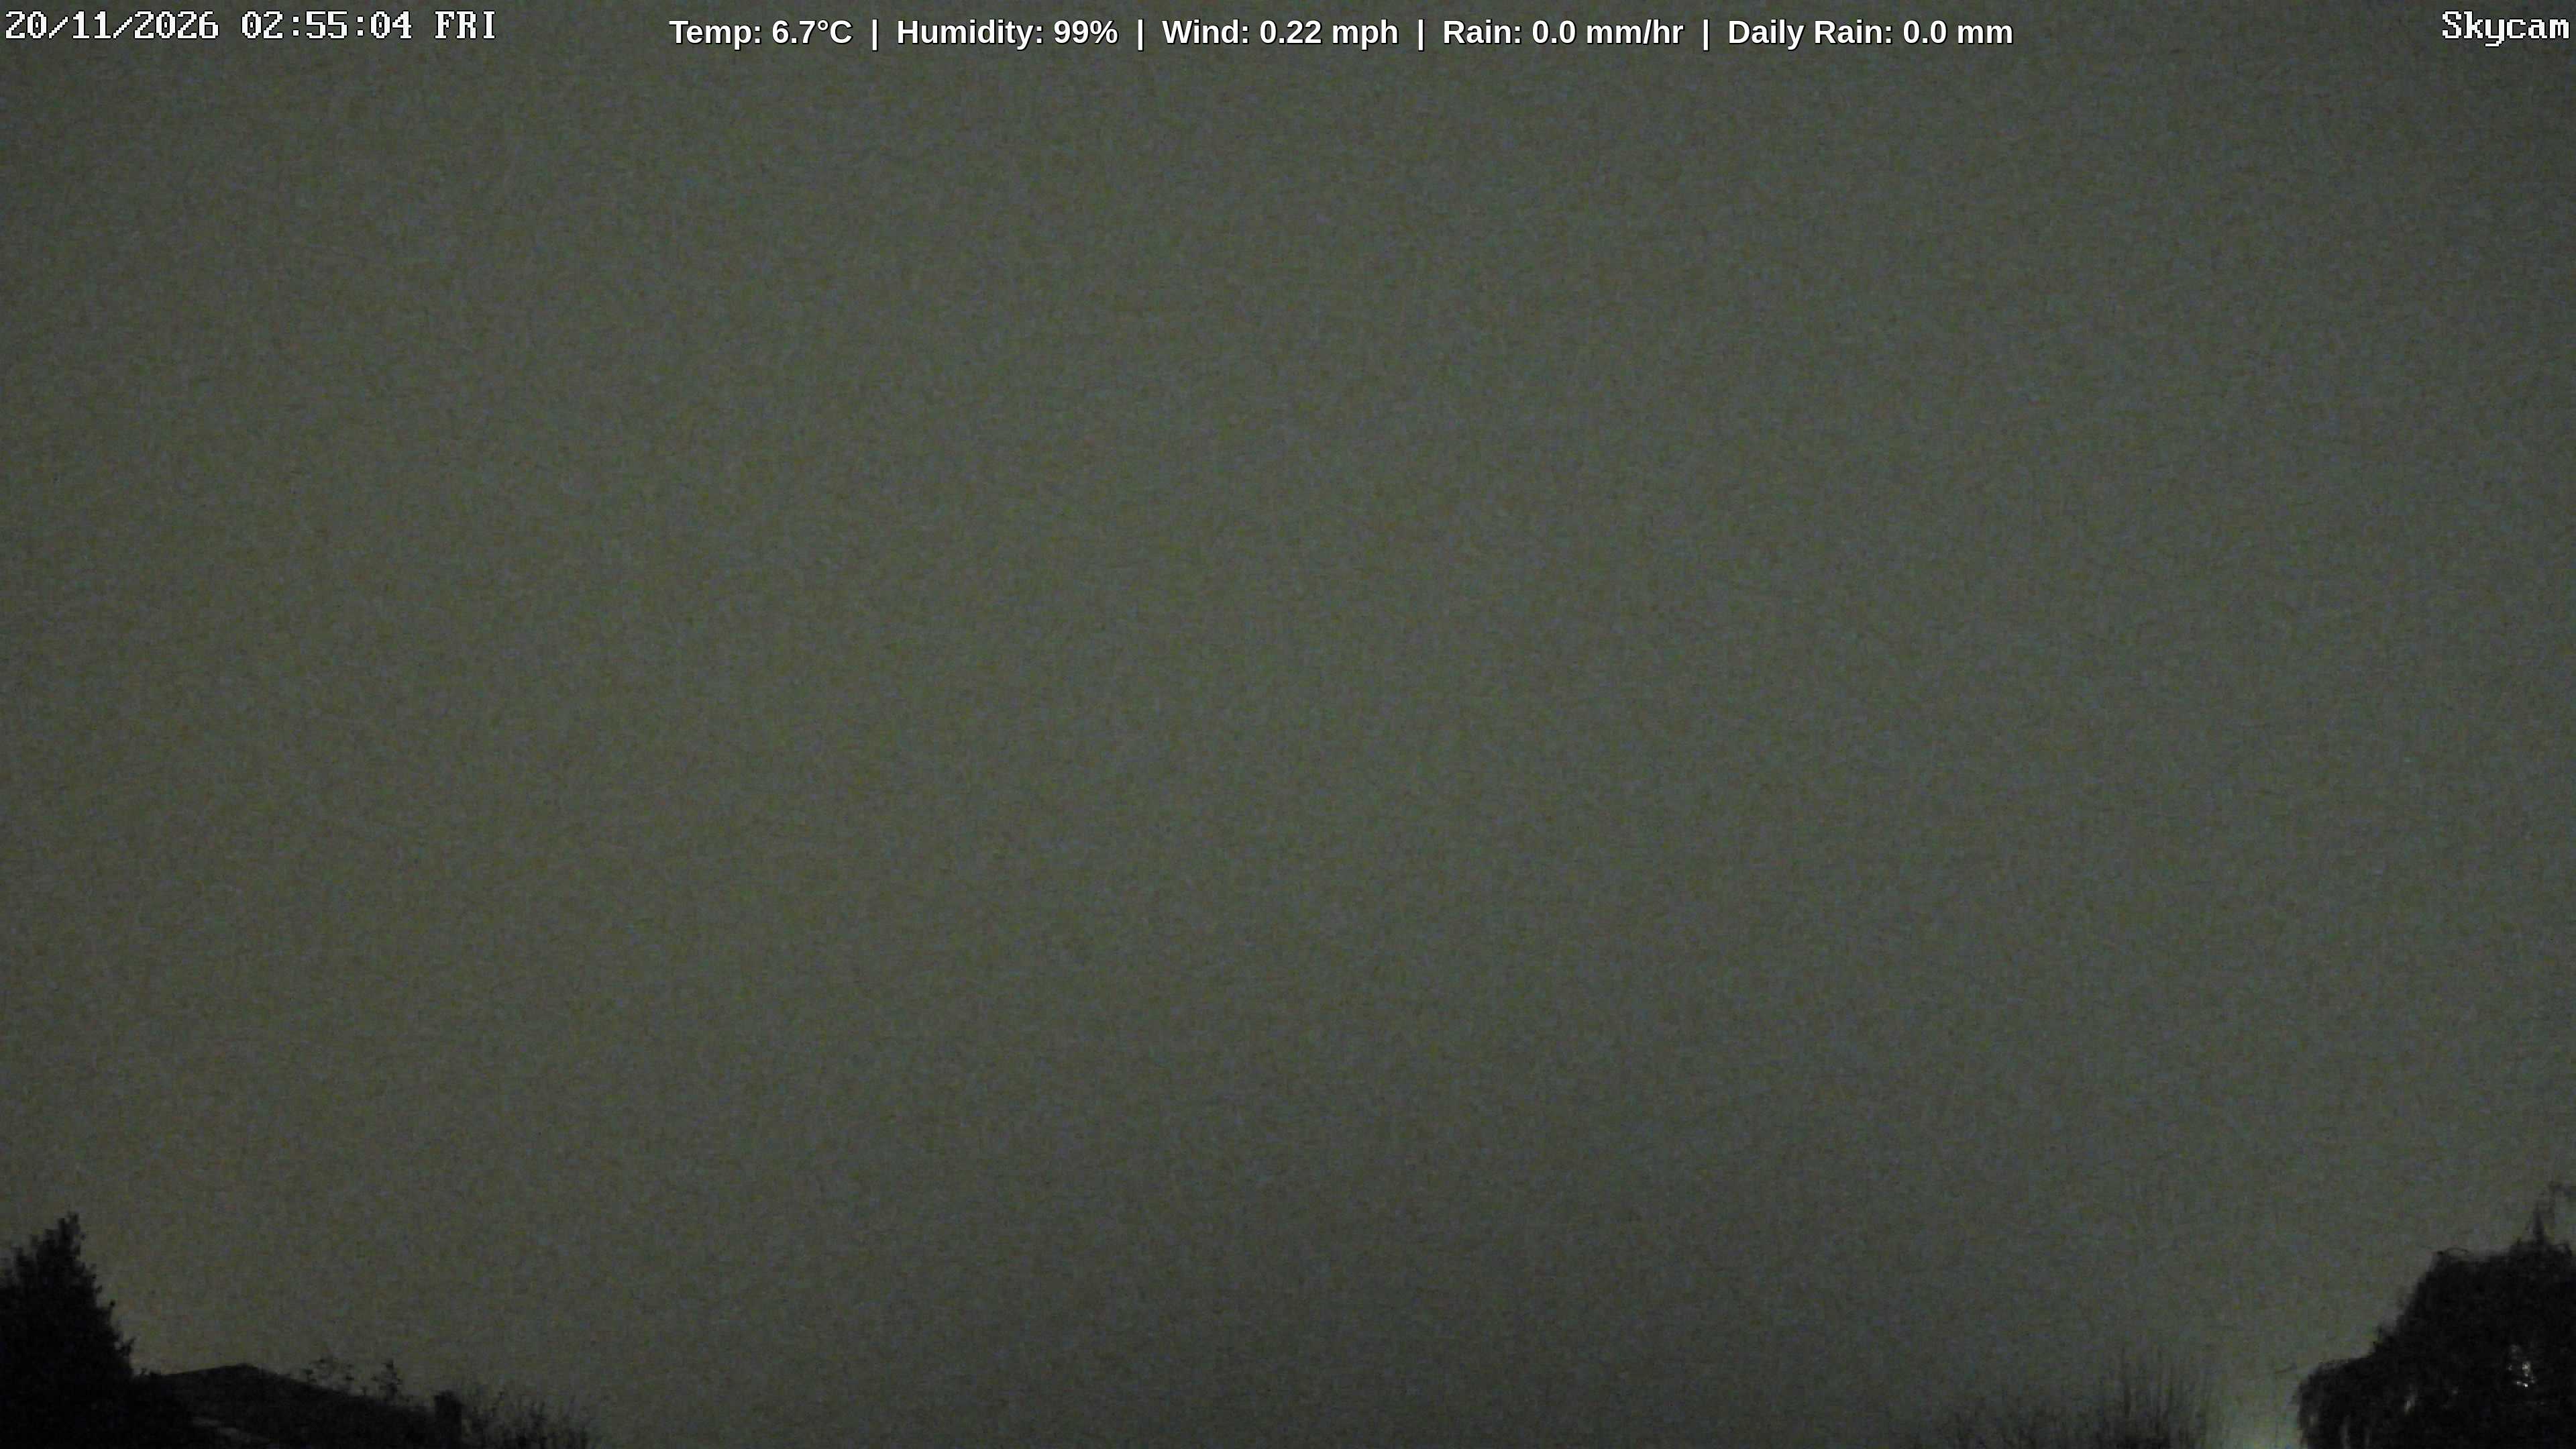 20/11/2026 02:55:04 FRI
Temp: 6.7°C | Humidity: 99% | Wind: 0.22 mph | Rain: 0.0 mm/hr | Daily Rain: 0.0 mm
Skycam